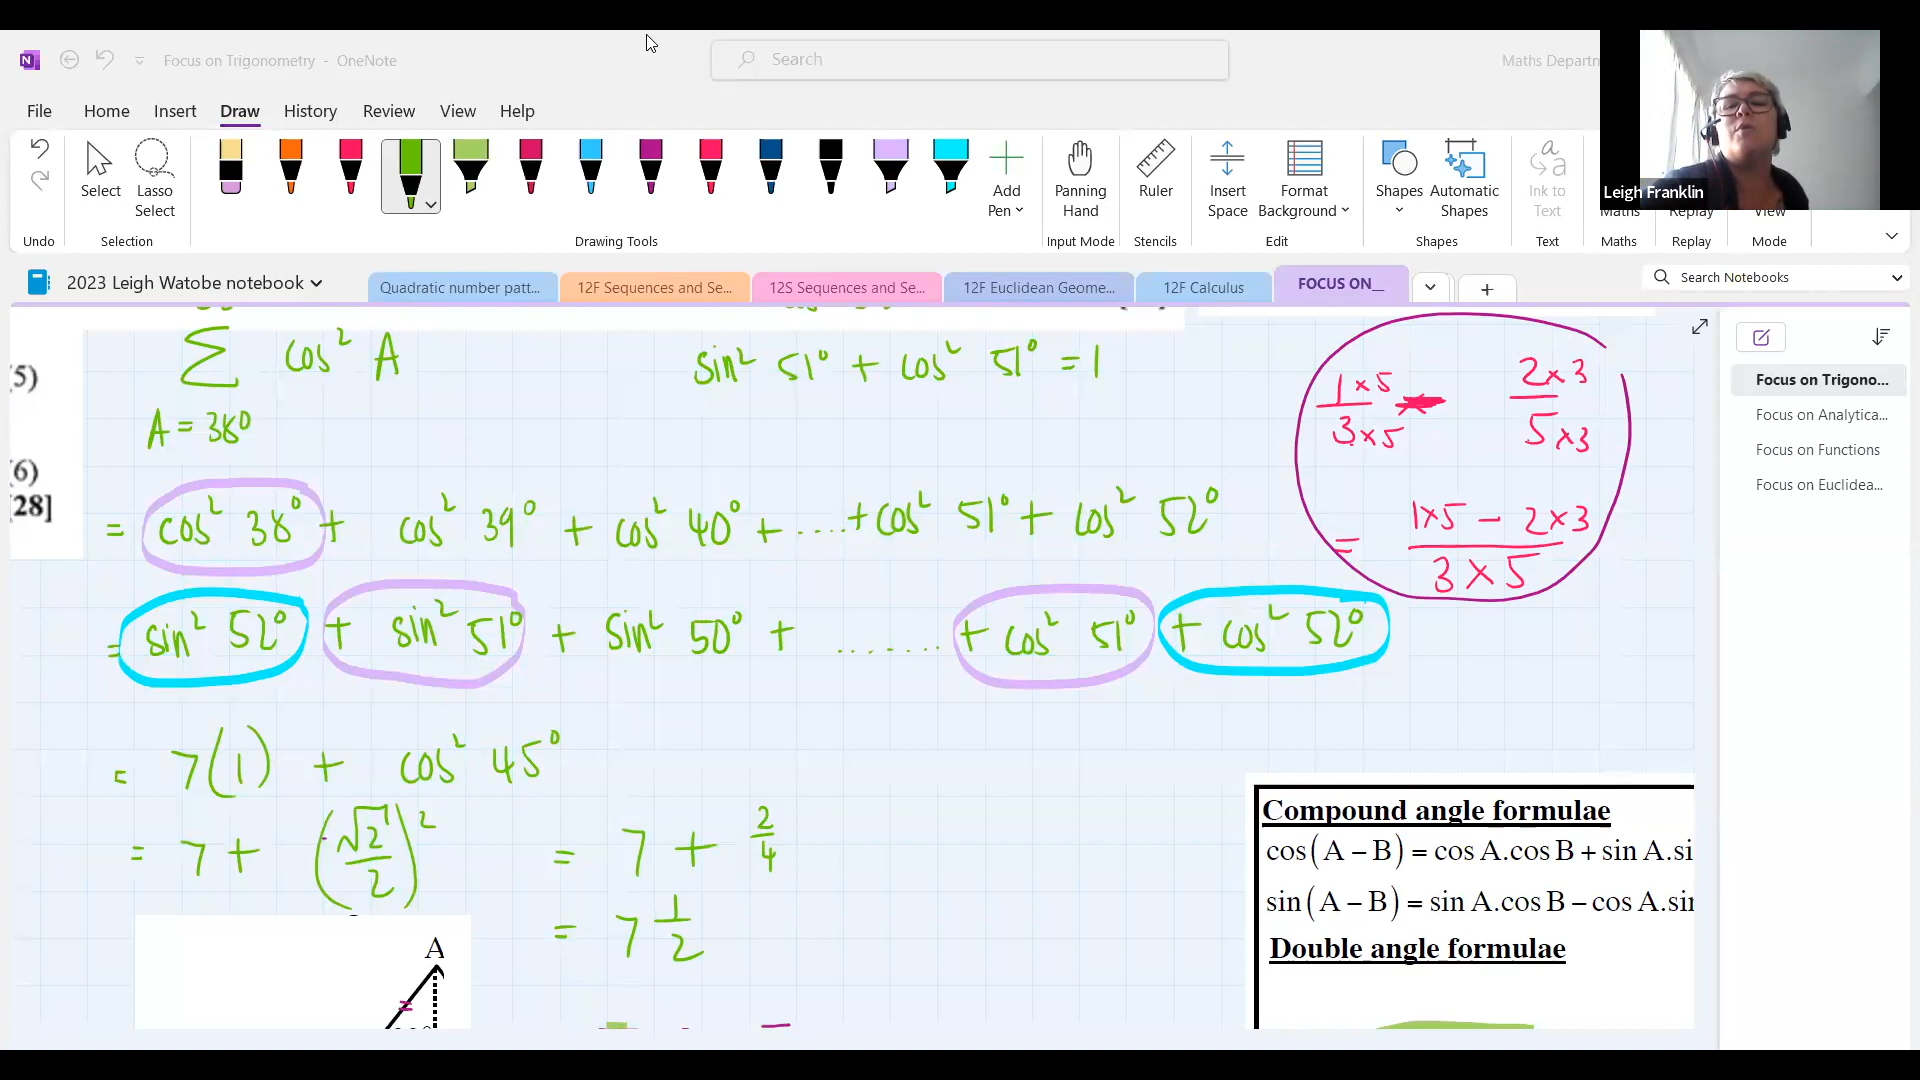 Focus on Trigonometry - OneNote
Search
Maths Departn
File Home Insert Draw History Review View Help
Select
Lasso Select
Add Pen
Panning Hand
Ruler
Insert Space
Format Background
Shapes
Automatic Shapes
Ink to Text
Maths
Replay
View
Leigh Franklin
Undo Selection Drawing Tools Input Mode Stencils Edit Shapes Text Maths Replay Mode
2023 Leigh Watobe notebook
Quadratic number patt...
12F Sequences and Se...
12S Sequences and Se...
12F Euclidean Geome...
12F Calculus
FOCUS ON_
+
Search Notebooks
Focus on Trigono...
Focus on Analytica...
Focus on Functions
Focus on Euclidea...
(5)
(6)
[28]
∑ cos² A
A = 38°
sin² 51° + cos² 51° = 1
1×5 2×3
3×5 5×3
= 1×5 - 2×3
3×5
= cos² 38° + cos² 39° + cos² 40° + .... + cos² 51° + cos² 52°
= sin² 52° + sin² 51° + sin² 50° + ........ + cos² 51° + cos² 52°
= 7(1) + cos² 45°
= 7 + (√2/2)² = 7 + 2/4
= 7 1/2
A
Compound angle formulae
cos(A − B) = cos A.cos B + sin A.si
sin(A − B) = sin A.cos B − cos A.sin
Double angle formulae